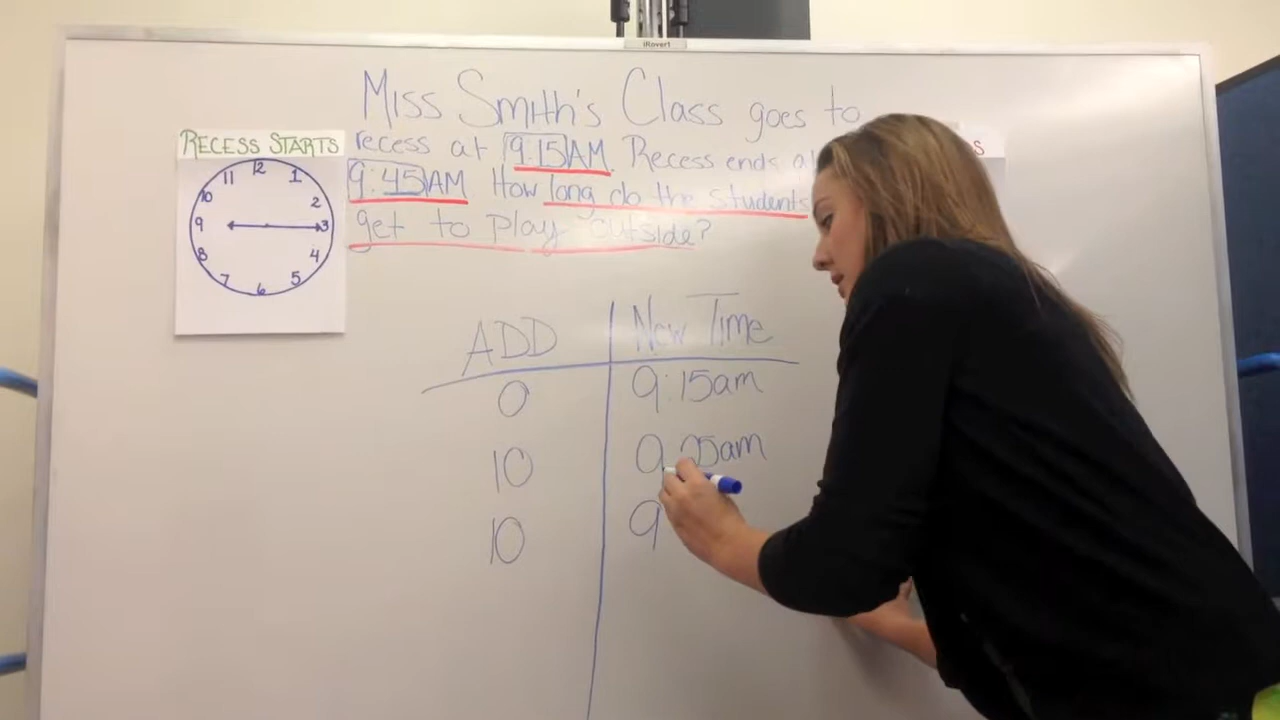 iRovert
Miss Smith's Class goes to
RECESS STARTS
recess at 9:15AM. Recess ends
9:45AM How long do the students
get to play outside?
12
11 1
10 2
9 3
8 4
7 5
6
ADD New Time
0 9:15am
10 9:25am
10 9